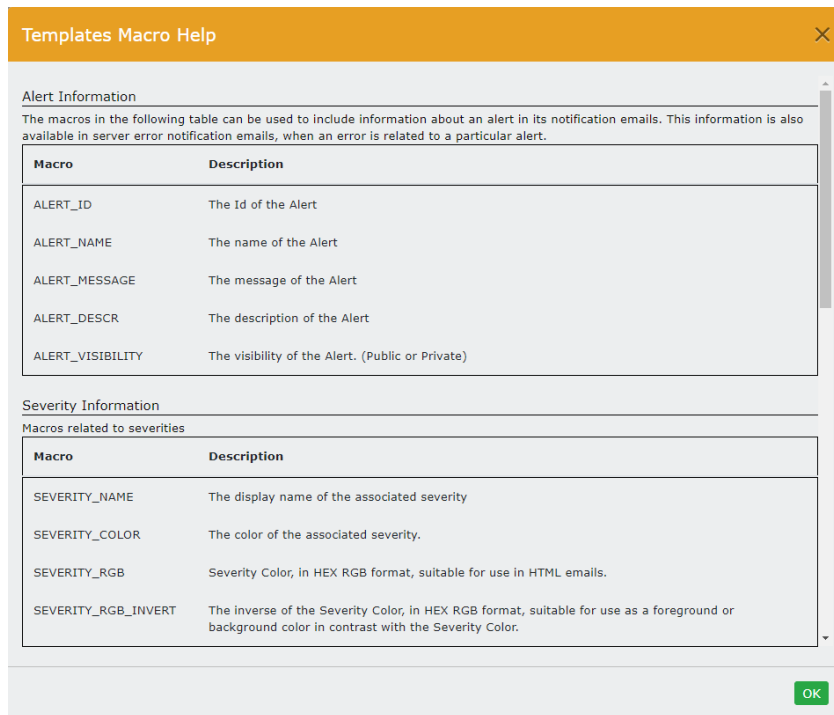 Templates Macro Help
Alert Information
The macros in the following table can be used to include information about an alert in its notification emails. This information is also
available in server error notification emails, when an error is related to a particular alert.
Macro Description
ALERT_ID The Id of the Alert
ALERT_NAME The name of the Alert
ALERT_MESSAGE The message of the Alert
ALERT_DESCR The description of the Alert
ALERT_VISIBILITY The visibility of the Alert. (Public or Private)
Severity Information
Macros related to severities
Macro Description
SEVERITY_NAME The display name of the associated severity
SEVERITY_COLOR The color of the associated severity.
SEVERITY_RGB Severity Color, in HEX RGB format, suitable for use in HTML emails.
SEVERITY_RGB_INVERT The inverse of the Severity Color, in HEX RGB format, suitable for use as a foreground or
background color in contrast with the Severity Color.
OK